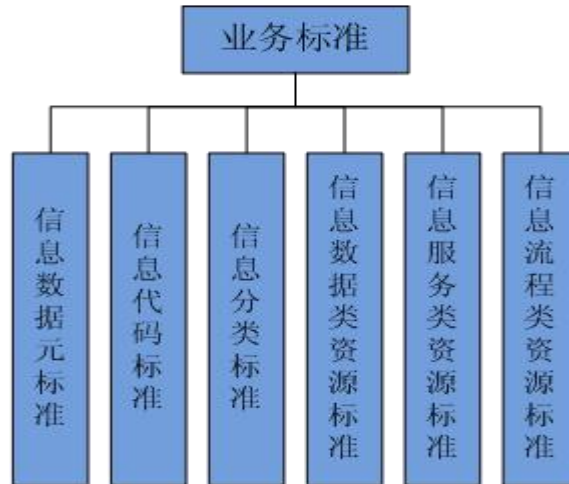 业务标准
信息数据元标准
信息代码标准
信息分类标准
信息数据类资源标准
信息服务类资源标准
信息流程类资源标准